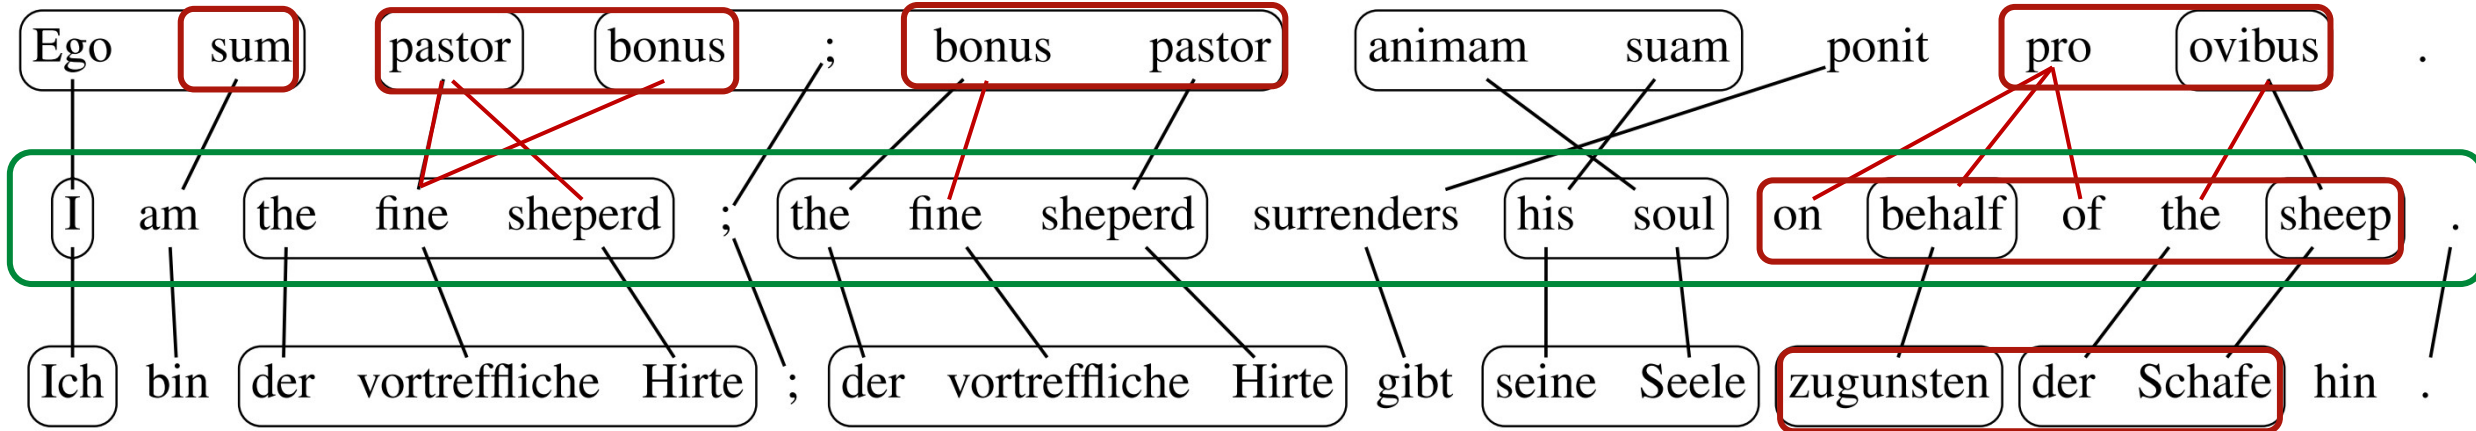 Ego sum pastor bonus ; bonus pastor animam suam ponit pro ovibus .
I am the fine sheperd ; the fine sheperd surrenders his soul on behalf of the sheep .
Ich bin der vortreffliche Hirte ; der vortreffliche Hirte gibt seine Seele zugunsten der Schafe hin .